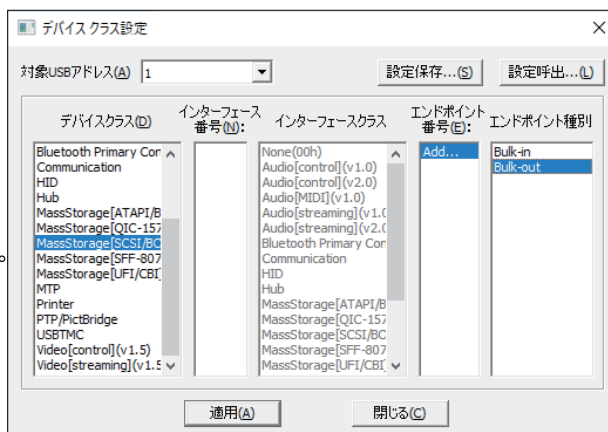 デバイス クラス設定
対象USBアドレス(A)
1
設定保存...(S)
設定呼出...(L)
デバイスクラス(D)
Bluetooth Primary Cor
Communication
HID
Hub
MassStorage[ATAPI/B
MassStorage[QIC-157
MassStorage[SCSI/BO
MassStorage[SFF-807
MassStorage[UFI/CBI]
MTP
Printer
PTP/PictBridge
USBTMC
Video[control](v1.5)
Video[streaming](v1.5
インターフェース
番号(N):
インターフェースクラス
None(00h)
Audio[control](v1.0)
Audio[control](v2.0)
Audio[MIDI](v1.0)
Audio[streaming](v1.0
Audio[streaming](v2.0
Bluetooth Primary Con
Communication
HID
Hub
MassStorage[ATAPI/B
MassStorage[QIC-157
MassStorage[SCSI/BO
MassStorage[SFF-807
MassStorage[UFI/CBI]
エンドポイント
番号(E):
Add...
エンドポイント種別
Bulk-in
Bulk-out
適用(A)
閉じる(C)